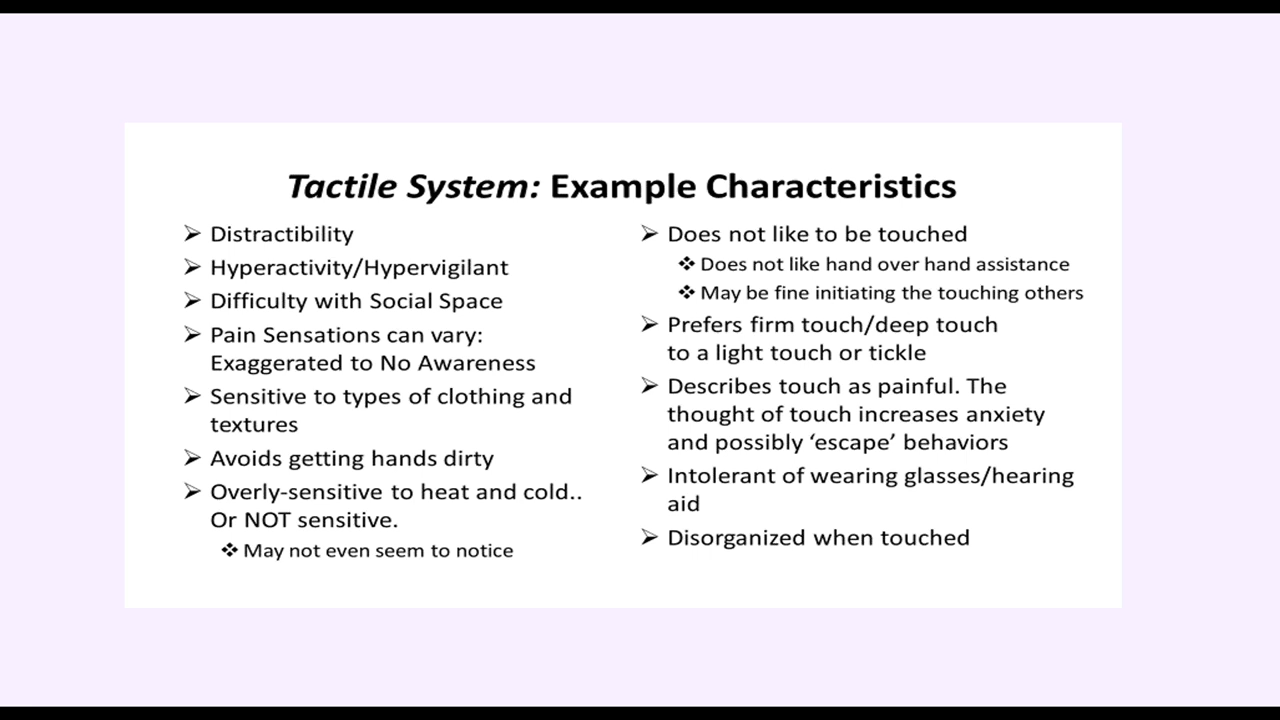 Tactile System: Example Characteristics
➢ Distractibility
➢ Hyperactivity/Hypervigilant
➢ Difficulty with Social Space
➢ Pain Sensations can vary:
Exaggerated to No Awareness
➢ Sensitive to types of clothing and
textures
➢ Avoids getting hands dirty
➢ Overly-sensitive to heat and cold..
Or NOT sensitive.
❖ May not even seem to notice
➢ Does not like to be touched
❖ Does not like hand over hand assistance
❖ May be fine initiating the touching others
➢ Prefers firm touch/deep touch
to a light touch or tickle
➢ Describes touch as painful. The
thought of touch increases anxiety
and possibly ‘escape’ behaviors
➢ Intolerant of wearing glasses/hearing
aid
➢ Disorganized when touched